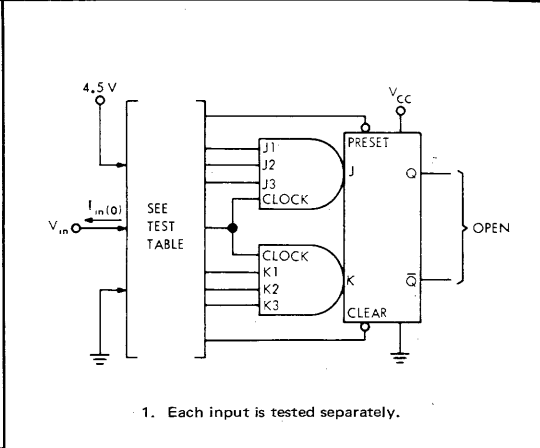 4.5 V
V_CC
PRESET
J1
J2
J3
CLOCK
J
Q
I_in(0)
V_in
SEE
TEST
TABLE
OPEN
CLOCK
K1
K2
K3
K
Q̅
CLEAR
1. Each input is tested separately.